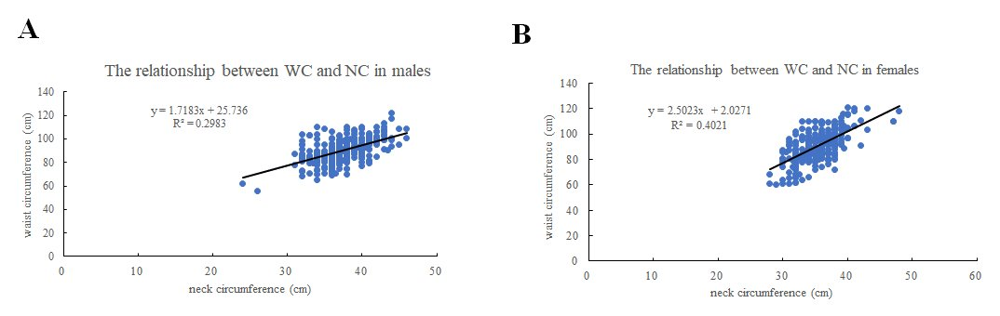 A
The relationship between WC and NC in males
y = 1.7183x + 25.736
R² = 0.2983
waist circumference (cm)
140
120
100
80
60
40
20
0
0 10 20 30 40 50
neck circumference (cm)
B
The relationship between WC and NC in females
y = 2.5023x + 2.0271
R² = 0.4021
waist circumference (cm)
140
120
100
80
60
40
20
0
0 10 20 30 40 50 60
neck circumference (cm)